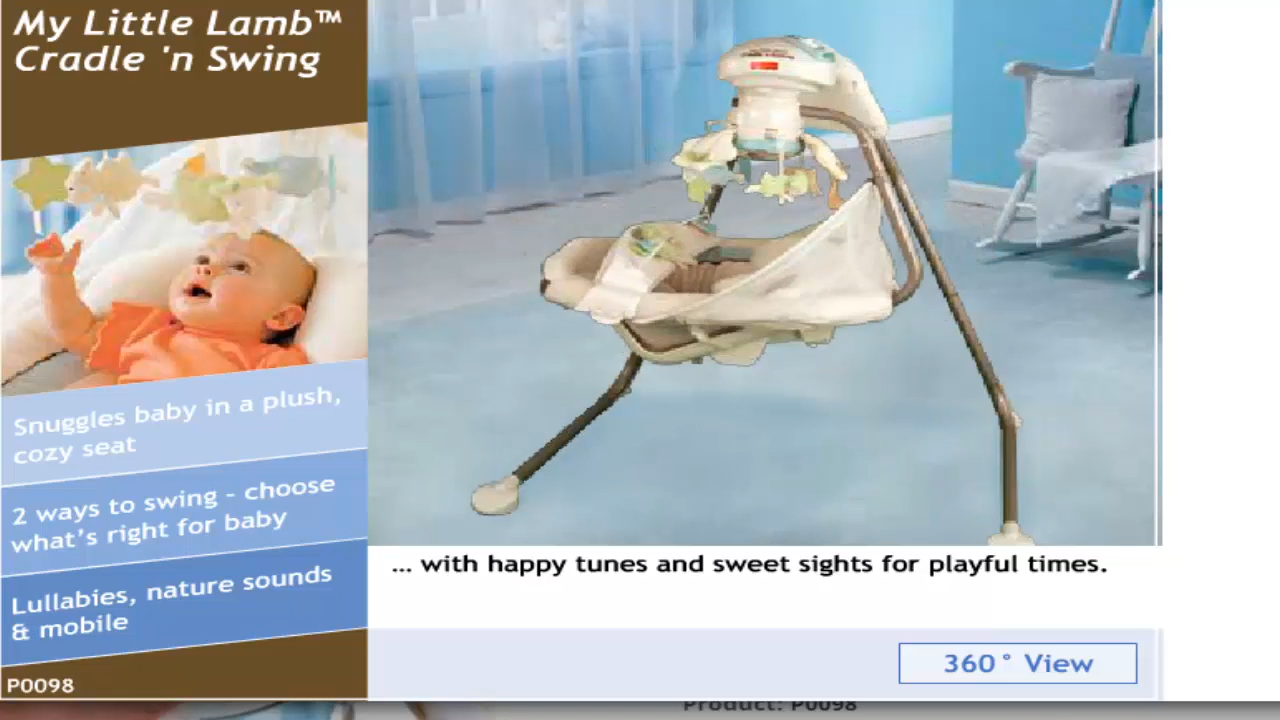 My Little Lamb™
Cradle 'n Swing
Snuggles baby in a plush,
cozy seat
2 ways to swing - choose
what's right for baby
Lullabies, nature sounds
& mobile
P0098
... with happy tunes and sweet sights for playful times.
360° View
Product: P0098